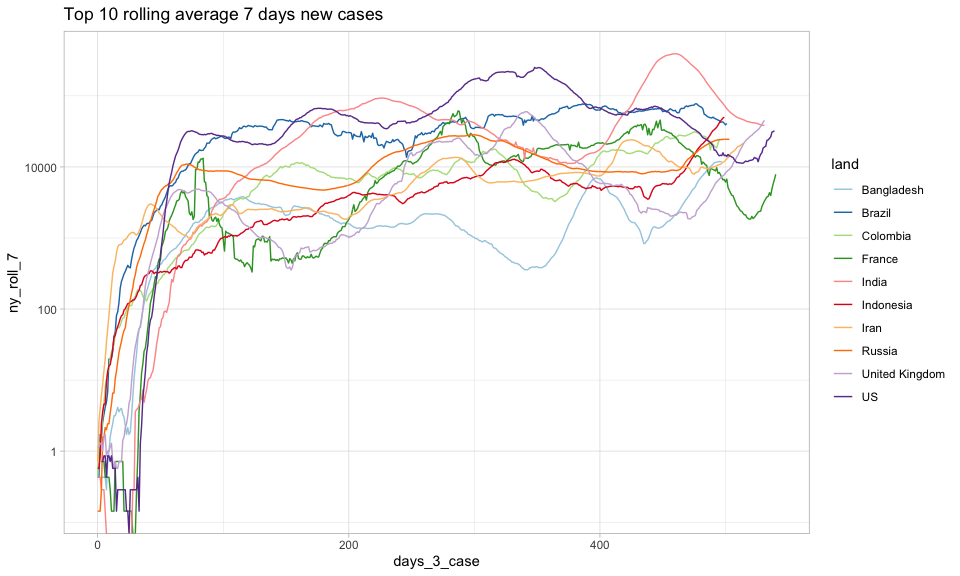 Top 10 rolling average 7 days new cases
ny_roll_7
10000
100
1
0
200
400
days_3_case
land
Bangladesh
Brazil
Colombia
France
India
Indonesia
Iran
Russia
United Kingdom
US